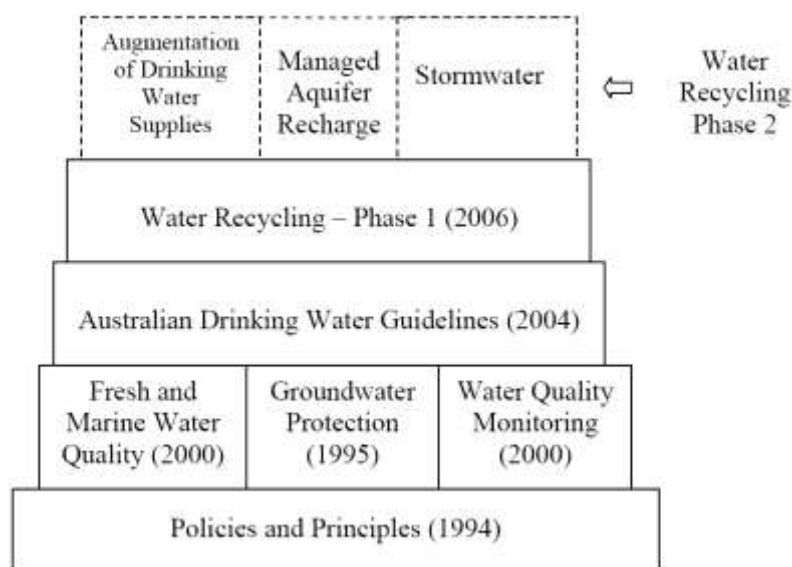 Augmentation
of Drinking
Water
Supplies
Managed
Aquifer
Recharge
Stormwater
⇦
Water
Recycling
Phase 2
Water Recycling – Phase 1 (2006)
Australian Drinking Water Guidelines (2004)
Fresh and
Marine Water
Quality (2000)
Groundwater
Protection
(1995)
Water Quality
Monitoring
(2000)
Policies and Principles (1994)